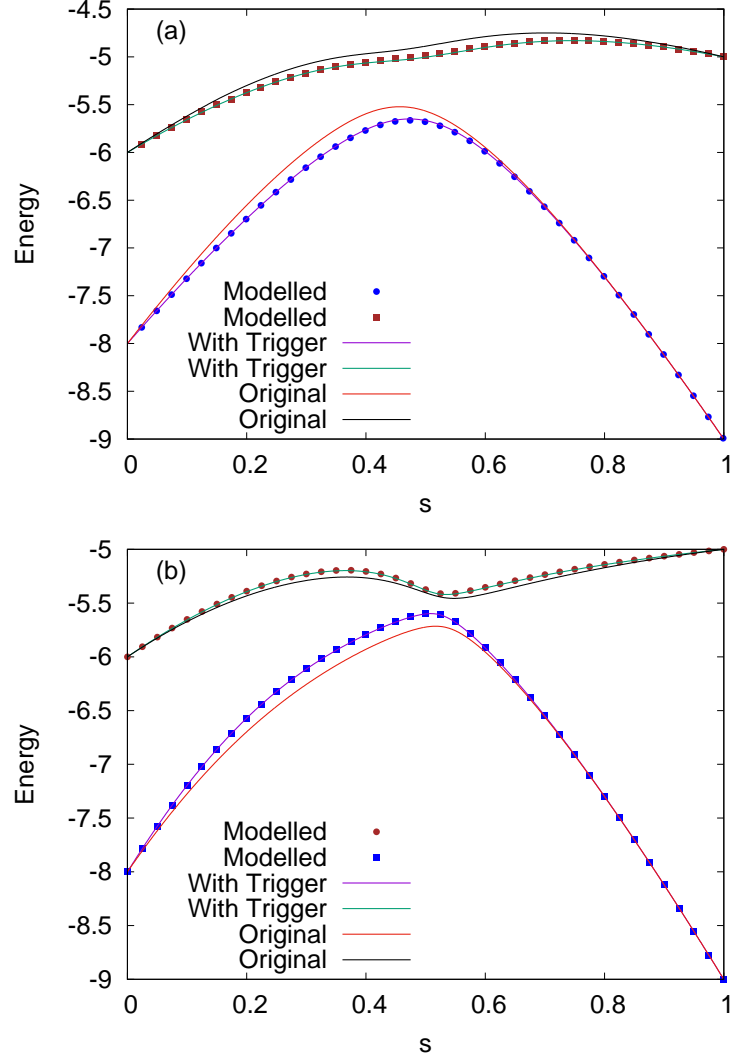 (a)
-4.5
-5
-5.5
-6
-6.5
-7
-7.5
-8
-8.5
-9
Energy
Modelled
Modelled
With Trigger
With Trigger
Original
Original
0 0.2 0.4 0.6 0.8 1
s
(b)
-5
-5.5
-6
-6.5
-7
-7.5
-8
-8.5
-9
Energy
Modelled
Modelled
With Trigger
With Trigger
Original
Original
0 0.2 0.4 0.6 0.8 1
s